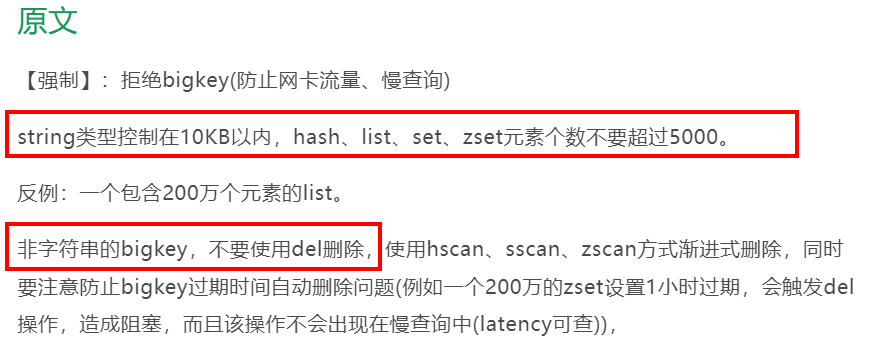 原文
【强制】：拒绝bigkey(防止网卡流量、慢查询)
string类型控制在10KB以内，hash、list、set、zset元素个数不要超过5000。
反例：一个包含200万个元素的list。
非字符串的bigkey，不要使用del删除，使用hscan、sscan、zscan方式渐进式删除，同时
要注意防止bigkey过期时间自动删除问题(例如一个200万的zset设置1小时过期，会触发del
操作，造成阻塞，而且该操作不会出现在慢查询中(latency可查))，